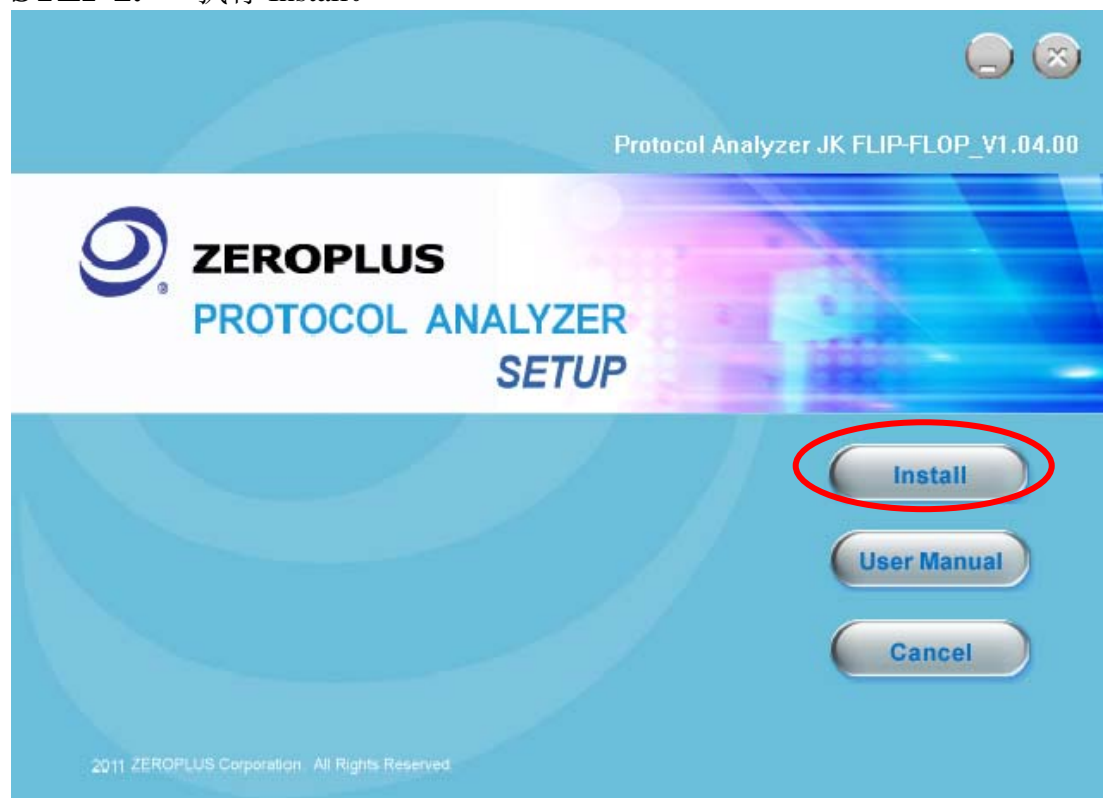 Protocol Analyzer JK FLIP-FLOP_V1.04.00
ZEROPLUS
PROTOCOL ANALYZER
SETUP
Install
User Manual
Cancel
2011 ZEROPLUS Corporation. All Rights Reserved.